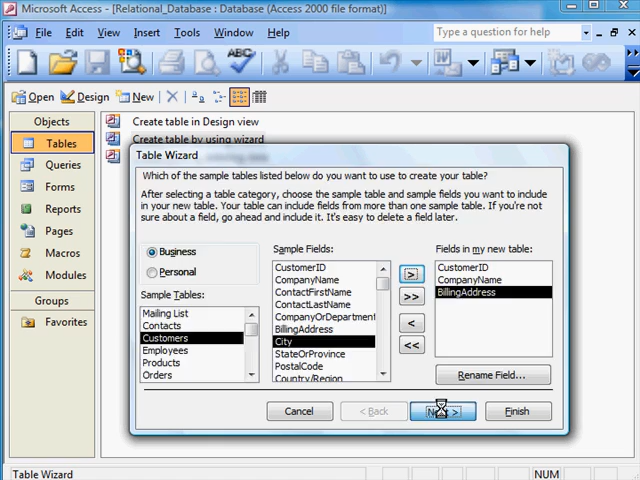 Microsoft Access - [Relational_Database : Database (Access 2000 file format)]
File Edit View Insert Tools Window Help
Type a question for help
Open Design New
Objects
Tables
Queries
Forms
Reports
Pages
Macros
Modules
Groups
Favorites
Create table in Design view
Create table by using wizard
Table Wizard
Which of the sample tables listed below do you want to use to create your table?
After selecting a table category, choose the sample table and sample fields you want to include
in your new table. Your table can include fields from more than one sample table. If you're not
sure about a field, go ahead and include it. It's easy to delete a field later.
Business
Personal
Sample Tables:
Mailing List
Contacts
Customers
Employees
Products
Orders
Sample Fields:
CustomerID
CompanyName
ContactFirstName
ContactLastName
CompanyOrDepartment
BillingAddress
City
StateOrProvince
PostalCode
Country/Region
>
>>
<
<<
Fields in my new table:
CustomerID
CompanyName
BillingAddress
Rename Field...
Cancel
< Back
Next >
Finish
Table Wizard
NUM